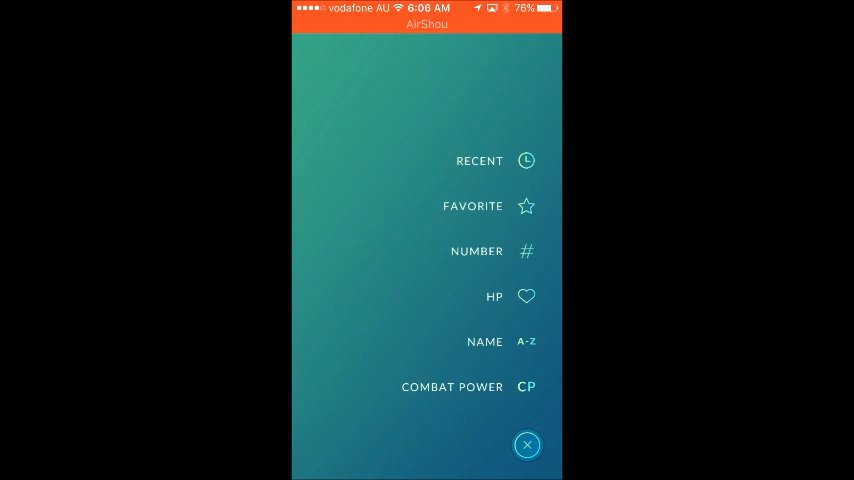 vodafone AU 6:06 AM 76%
AirShou
RECENT
FAVORITE
NUMBER #
HP
NAME A-Z
COMBAT POWER CP